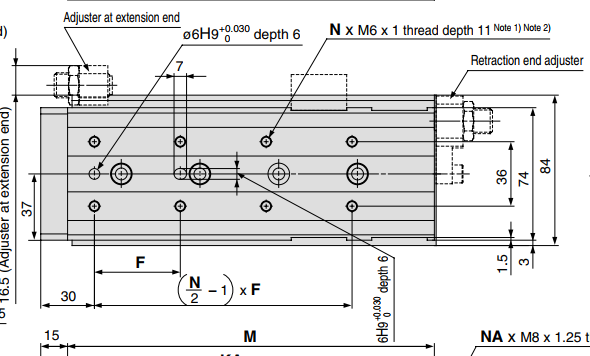 Adjuster at extension end
ø6H9 +0.030 0 depth 6
N x M6 x 1 thread depth 11 Note 1) Note 2)
Retraction end adjuster
7
16.5 (Adjuster at extension end)
37
36
74
84
F
(N/2 – 1) x F
30
6H9 +0.030 0 depth 6
1.5
3
15
M
NA x M8 x 1.25 t